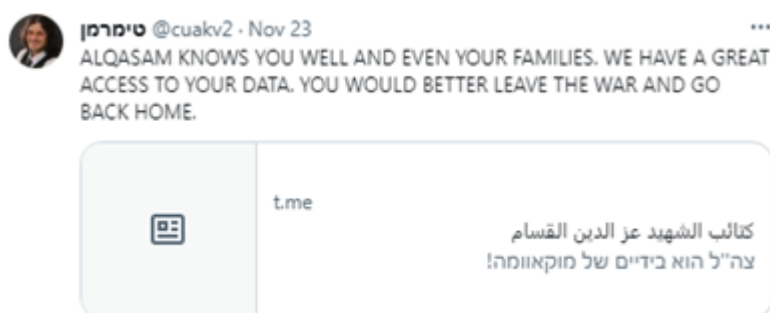 טימרמן @cuakv2 · Nov 23
ALQASAM KNOWS YOU WELL AND EVEN YOUR FAMILIES. WE HAVE A GREAT
ACCESS TO YOUR DATA. YOU WOULD BETTER LEAVE THE WAR AND GO
BACK HOME.
t.me
كتائب الشهيد عز الدين القسام
צה"ל הוא בידיים של מוקאוומה!